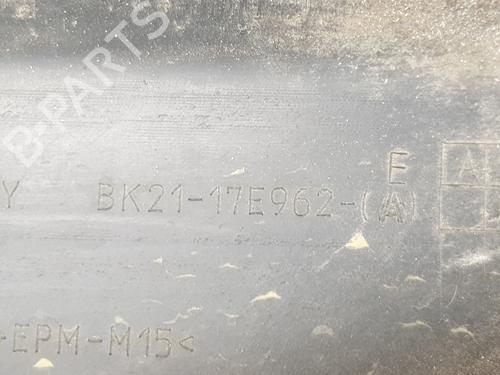 B-PARTS
E
Y BK21-17E962-(A)
A
-EPM-M15<